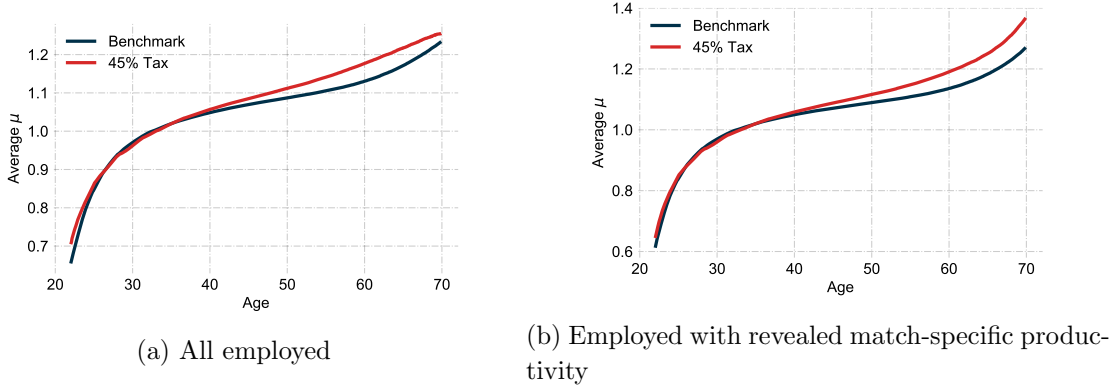 Benchmark
45% Tax
Average μ
1.2
1.1
1.0
0.9
0.8
0.7
20 30 40 50 60 70
Age
(a) All employed
Benchmark
45% Tax
Average μ
1.4
1.2
1.0
0.8
0.6
20 30 40 50 60 70
Age
(b) Employed with revealed match-specific produc-
tivity